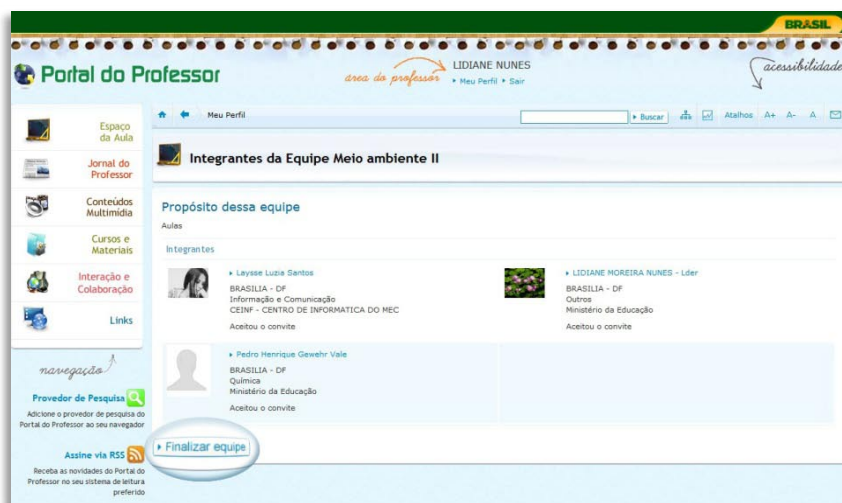 BRASIL
Portal do Professor
área do professor
LIDIANE NUNES
Meu Perfil Sair
acessibilidade
Meu Perfil
Buscar
Atalhos A+ A- A
Espaço
da Aula
Jornal do
Professor
Conteúdos
Multimídia
Cursos e
Materiais
Interação e
Colaboração
Links
navegação
Provedor de Pesquisa
Adicione o provedor de pesquisa do
Portal do Professor ao seu navegador
Assine via RSS
Receba as novidades do Portal do
Professor no seu sistema de leitura
preferido
Integrantes da Equipe Meio ambiente II
Propósito dessa equipe
Aulas
Integrantes
Laysse Luzia Santos
BRASILIA - DF
Informação e Comunicação
CEINF - CENTRO DE INFORMATICA DO MEC
Aceitou o convite
LIDIANE MOREIRA NUNES - Lder
BRASILIA - DF
Outros
Ministério da Educação
Aceitou o convite
Pedro Henrique Gewehr Vale
BRASILIA - DF
Química
Ministério da Educação
Aceitou o convite
Finalizar equipe